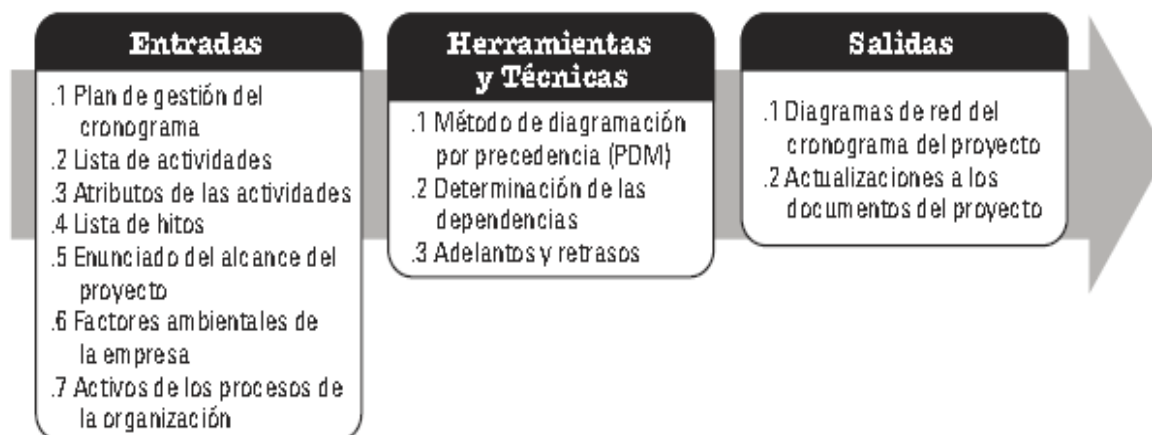 Entradas
.1 Plan de gestión del
cronograma
.2 Lista de actividades
.3 Atributos de las actividades
.4 Lista de hitos
.5 Enunciado del alcance del
proyecto
.6 Factores ambientales de
la empresa
.7 Activos de los procesos de
la organización
Herramientas
y Técnicas
.1 Método de diagramación
por precedencia (PDM)
.2 Determinación de las
dependencias
.3 Adelantos y retrasos
Salidas
.1 Diagramas de red del
cronograma del proyecto
.2 Actualizaciones a los
documentos del proyecto